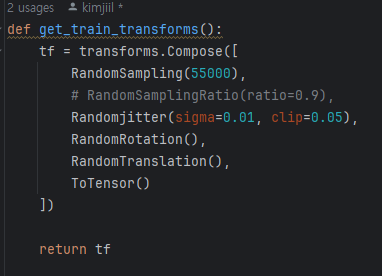 2 usages kimjiil *
def get_train_transforms():
    tf = transforms.Compose([
        RandomSampling(55000),
        # RandomSamplingRatio(ratio=0.9),
        Randomjitter(sigma=0.01, clip=0.05),
        RandomRotation(),
        RandomTranslation(),
        ToTensor()
    ])
    return tf